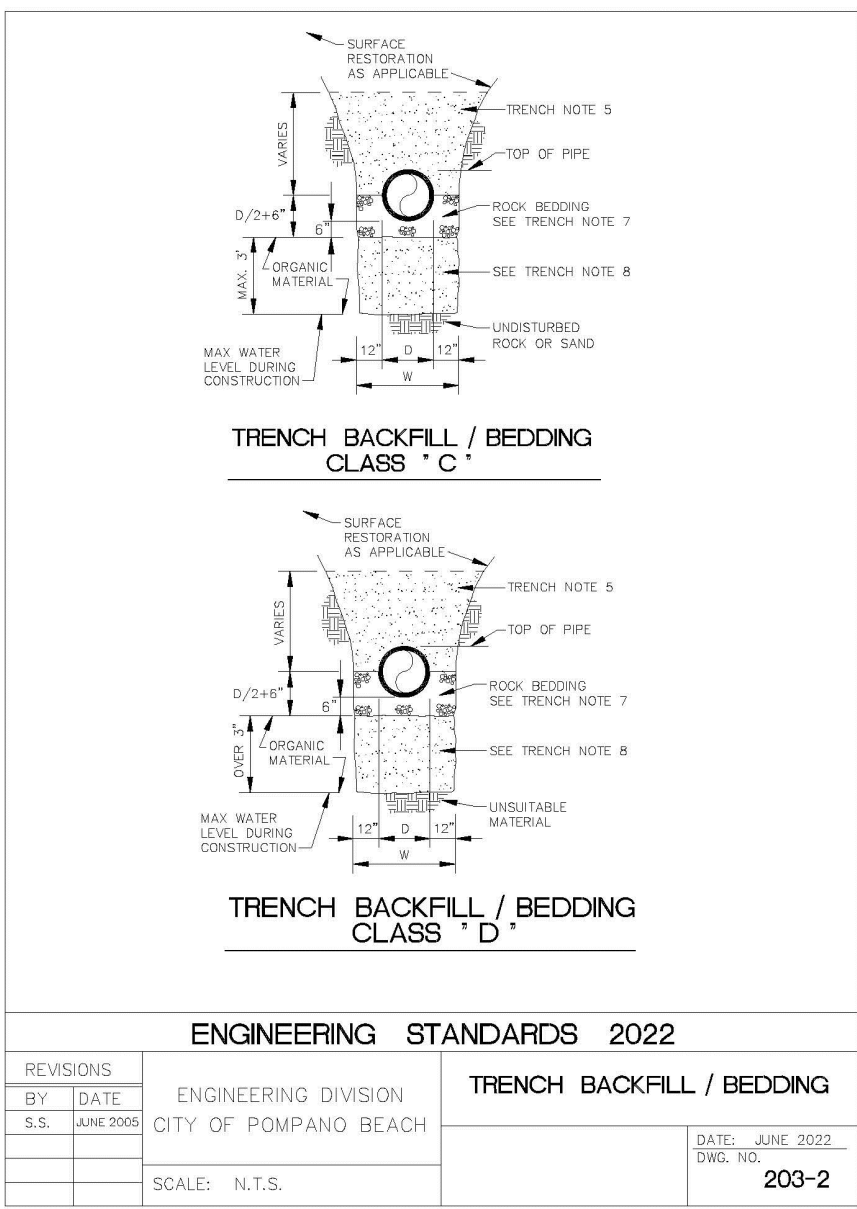 SURFACE
RESTORATION
AS APPLICABLE
TRENCH NOTE 5
VARIES
TOP OF PIPE
ROCK BEDDING
SEE TRENCH NOTE 7
D/2+6"
6"
ORGANIC
MATERIAL
MAX. 3'
SEE TRENCH NOTE 8
UNDISTURBED
ROCK OR SAND
MAX WATER
LEVEL DURING
CONSTRUCTION
12" D 12"
W
TRENCH BACKFILL / BEDDING
CLASS " C "
SURFACE
RESTORATION
AS APPLICABLE
TRENCH NOTE 5
VARIES
TOP OF PIPE
ROCK BEDDING
SEE TRENCH NOTE 7
D/2+6"
6"
ORGANIC
MATERIAL
OVER 3"
SEE TRENCH NOTE 8
UNSUITABLE
MATERIAL
MAX WATER
LEVEL DURING
CONSTRUCTION
12" D 12"
W
TRENCH BACKFILL / BEDDING
CLASS " D "
ENGINEERING STANDARDS 2022
REVISIONS
BY DATE
S.S. JUNE 2005
ENGINEERING DIVISION
CITY OF POMPANO BEACH
SCALE: N.T.S.
TRENCH BACKFILL / BEDDING
DATE: JUNE 2022
DWG. NO.
203-2